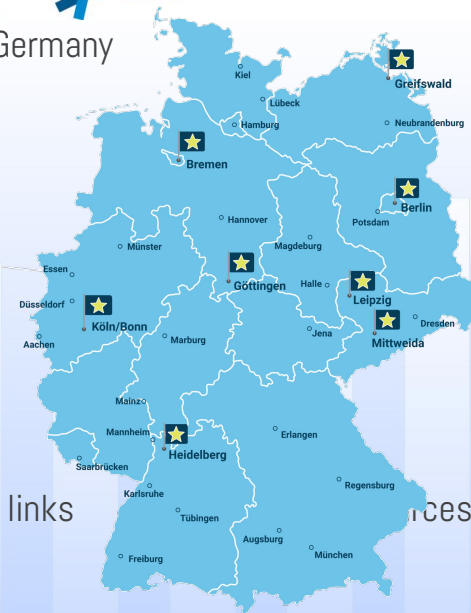 Germany
Kiel
Greifswald
Lübeck
Hamburg
Neubrandenburg
Bremen
Berlin
Hannover
Potsdam
Münster
Magdeburg
Essen
Göttingen
Halle
Leipzig
Düsseldorf
Köln/Bonn
Dresden
Jena
Mittweida
Aachen
Marburg
Mainz
Mannheim
Erlangen
Heidelberg
Saarbrücken
Karlsruhe
Regensburg
links
rces
Tübingen
Augsburg
München
Freiburg